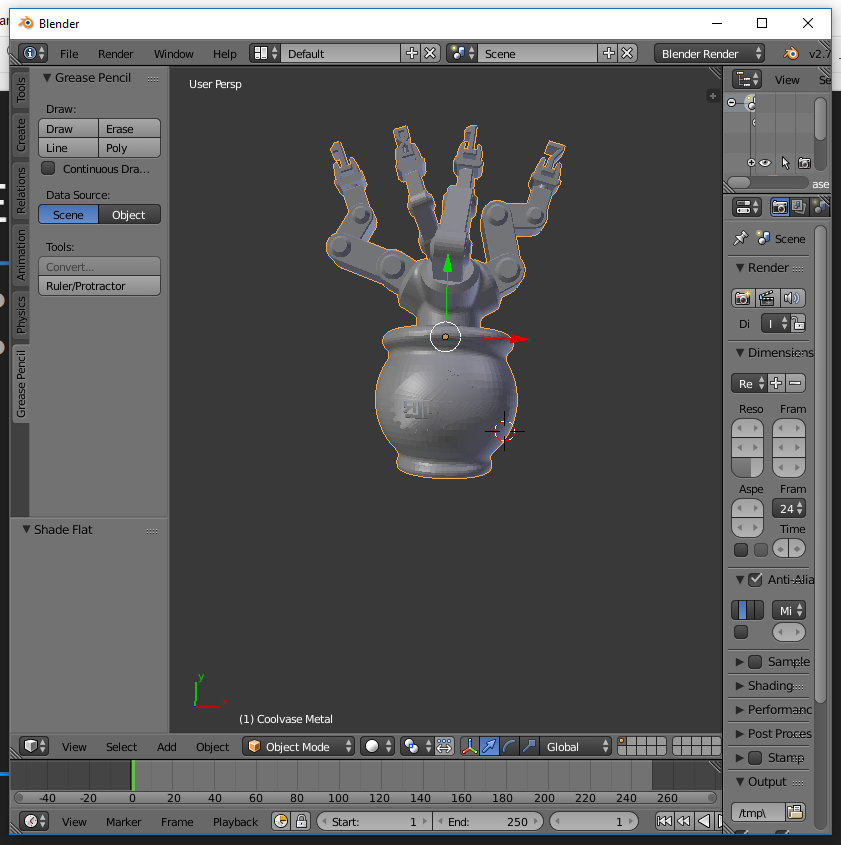 Blender
File Render Window Help Default Scene Blender Render v2.7
Tools
Create
Relations
Animation
Physics
Grease Pencil
Grease Pencil
Draw:
Draw Erase
Line Poly
Continuous Dra...
Data Source:
Scene Object
Tools:
Convert...
Ruler/Protractor
Shade Flat
User Persp
(1) Coolvase Metal
y
x
View Se
ase
Scene
Render
Di I
Dimensions
Re
Reso Fram
Aspe Fram
24
Time
Anti-Alia
Mi
Sample
Shading
Performanc
Post Proces
Stamp
Output
/tmp\
View Select Add Object Object Mode Global
-40 -20 0 20 40 60 80 100 120 140 160 180 200 220 240 260
View Marker Frame Playback Start: 1 End: 250 1